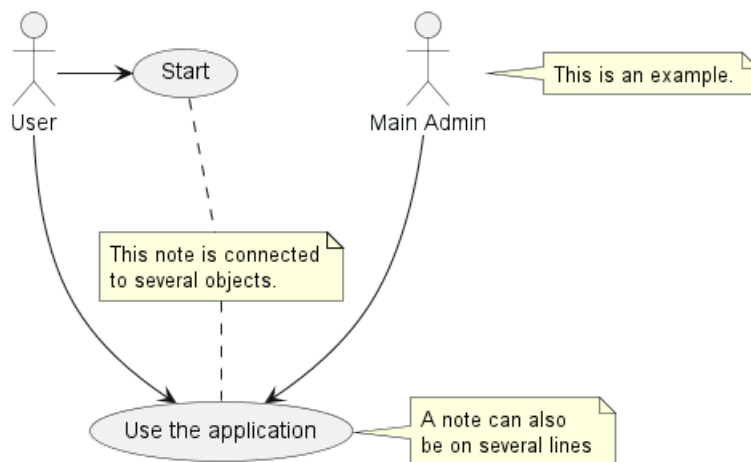 Start
This is an example.
User
Main Admin
This note is connected
to several objects.
Use the application
A note can also
be on several lines